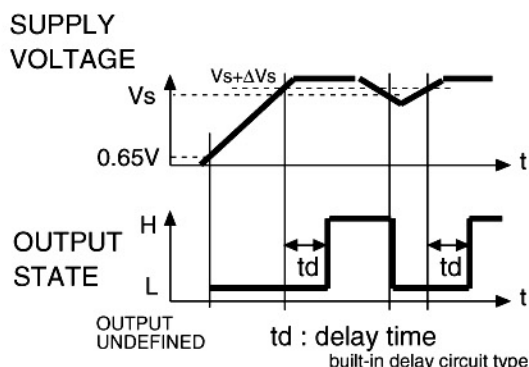 SUPPLY
VOLTAGE
Vs+ΔVs
Vs
0.65V
t
OUTPUT
STATE
H
L
td
td
t
OUTPUT
UNDEFINED
td : delay time
built-in delay circuit type